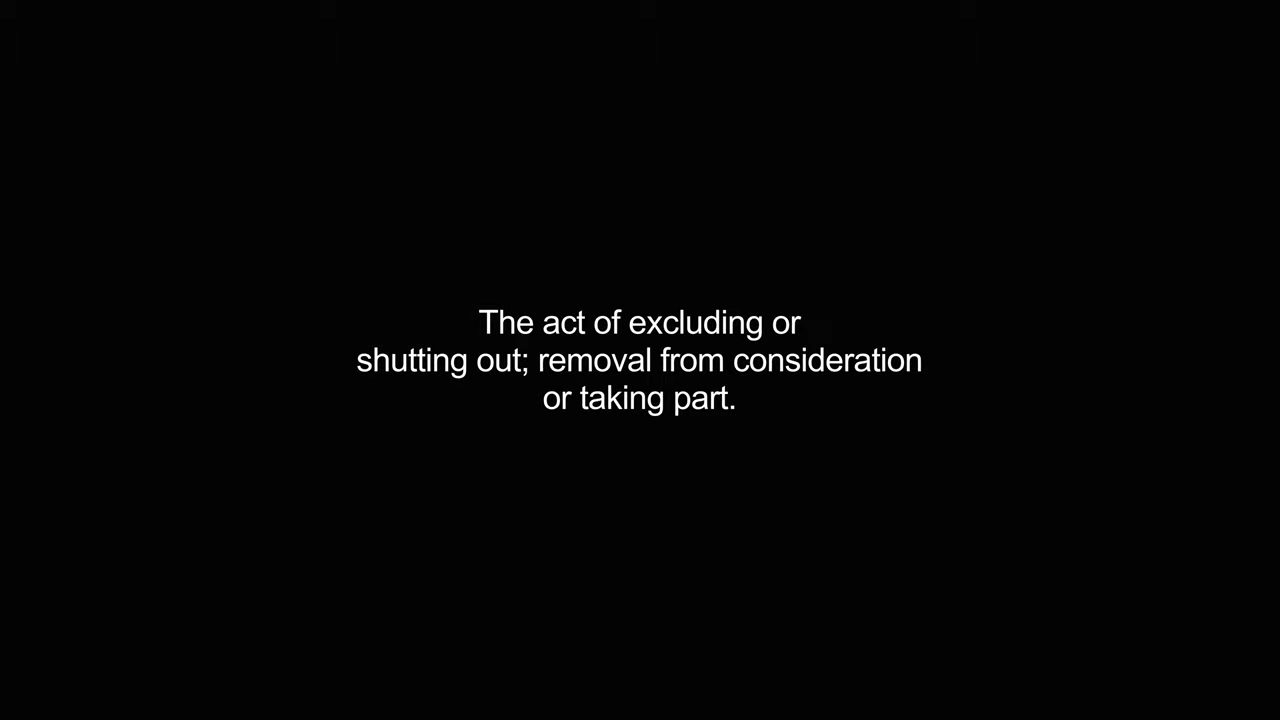 The act of excluding or
shutting out; removal from consideration
or taking part.